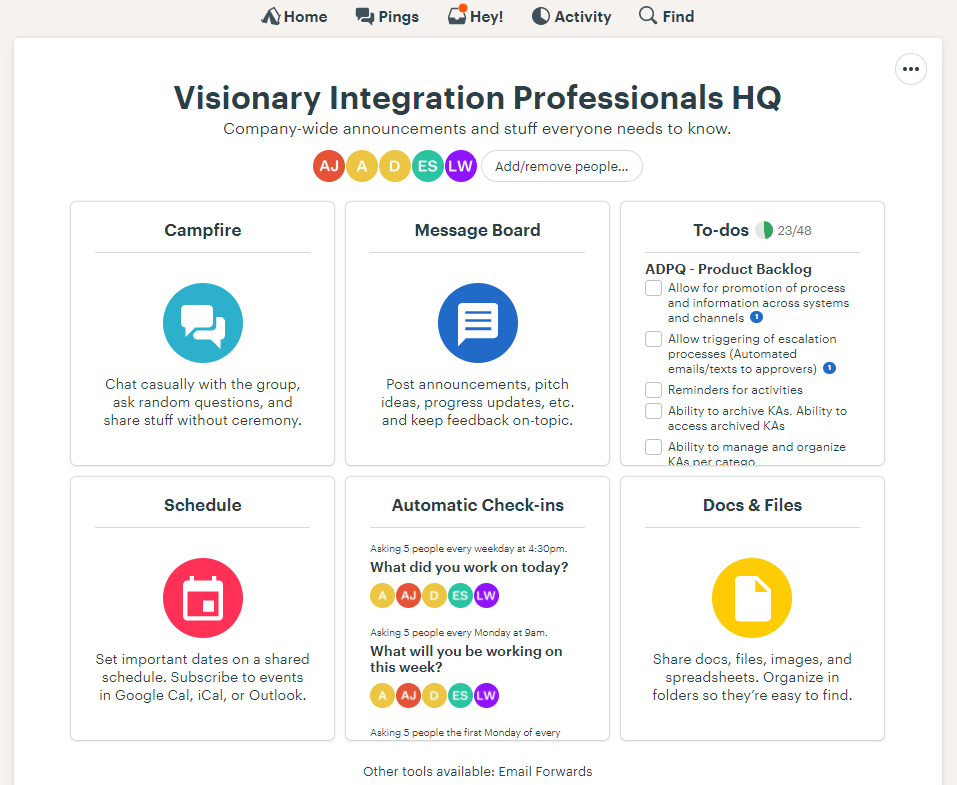 Home Pings Hey! Activity Find
Visionary Integration Professionals HQ
Company-wide announcements and stuff everyone needs to know.
AJ A D ES LW Add/remove people...
Campfire
Chat casually with the group,
ask random questions, and
share stuff without ceremony.
Message Board
Post announcements, pitch
ideas, progress updates, etc.
and keep feedback on-topic.
To-dos 23/48
ADPQ - Product Backlog
Allow for promotion of process
and information across systems
and channels 1
Allow triggering of escalation
processes (Automated
emails/texts to approvers) 1
Reminders for activities
Ability to archive KAs. Ability to
access archived KAs
Ability to manage and organize
KAs per catego
Schedule
Set important dates on a shared
schedule. Subscribe to events
in Google Cal, iCal, or Outlook.
Automatic Check-ins
Asking 5 people every weekday at 4:30pm.
What did you work on today?
A AJ D ES LW
Asking 5 people every Monday at 9am.
What will you be working on
this week?
A AJ D ES LW
Asking 5 people the first Monday of every
Docs & Files
Share docs, files, images, and
spreadsheets. Organize in
folders so they're easy to find.
Other tools available: Email Forwards